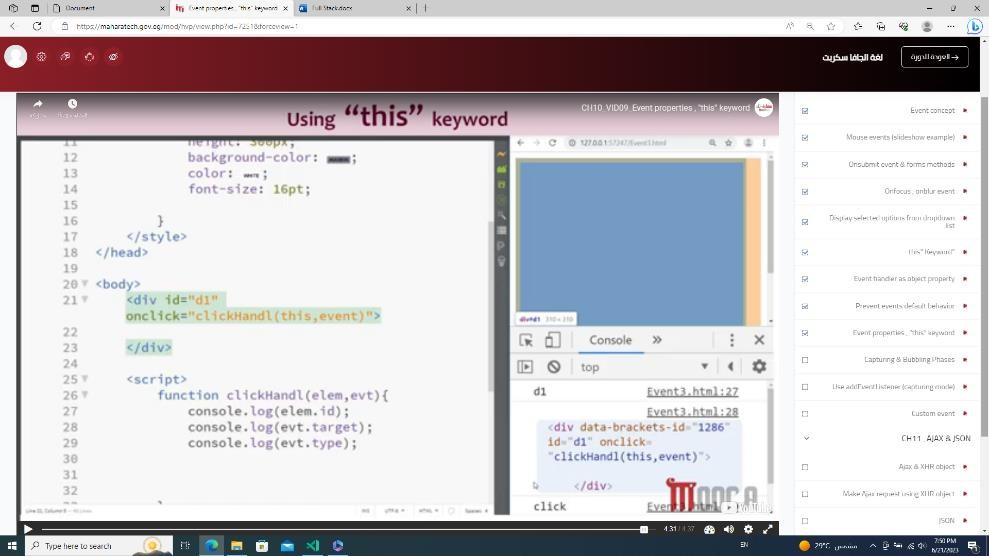 Document
Event properties , "this" keyword
Full Stack.docx
https://maharatech.gov.eg/mod/hvp/view.php?id=7251&forceview=1
لغة الجافا سكربت
العودة للدورة
CH10_VID09_Event properties , "this" keyword
Using "this" keyword
11 height: 300px;
12 background-color: ;
13 color: WHITE ;
14 font-size: 16pt;
15
16 }
17 </style>
18 </head>
19
20 <body>
21 <div id="d1"
onclick="clickHandl(this,event)">
22
23 </div>
24
25 <script>
26 function clickHandl(elem,evt){
27 console.log(elem.id);
28 console.log(evt.target);
29 console.log(evt.type);
30
31
32
127.0.0.1:57247/Event3.html
div#d1 310 × 310
Console
top
d1 Event3.html:27
Event3.html:28
<div data-brackets-id="1286"
id="d1" onclick=
"clickHandl(this,event)">
</div>
click
UTF-8
HTML
4:31 / 4:37
Event concept
Mouse events (slideshow example)
Onsubmit event & forms methods
Onfocus , onblur event
Display selected options from dropdown
list
this" Keyword"
Event handler as object property
Prevent events default behavior
Event properties , "this" keyword
Capturing & Bubbling Phases
Use addEventListener (capturing mode)
Custom event
CH11_ AJAX & JSON
Ajax & XHR object
Make Ajax request using XHR object
JSON
Type here to search
29°C
مشمس
EN
7:50 PM
6/21/2023